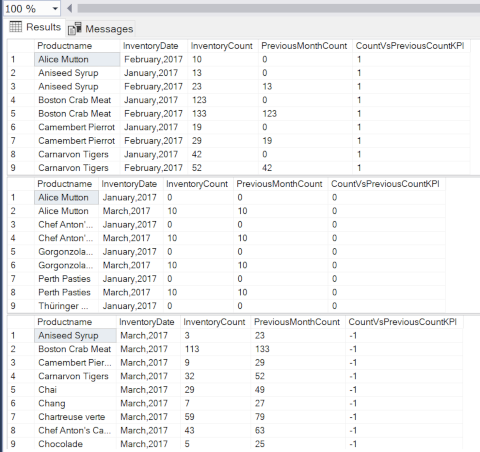 100 %
Results Messages
Productname InventoryDate InventoryCount PreviousMonthCount CountVsPreviousCountKPI
1 Alice Mutton February,2017 10 0 1
2 Aniseed Syrup January,2017 13 0 1
3 Aniseed Syrup February,2017 23 13 1
4 Boston Crab Meat January,2017 123 0 1
5 Boston Crab Meat February,2017 133 123 1
6 Camembert Pierrot January,2017 19 0 1
7 Camembert Pierrot February,2017 29 19 1
8 Carnarvon Tigers January,2017 42 0 1
9 Carnarvon Tigers February,2017 52 42 1
Productname InventoryDate InventoryCount PreviousMonthCount CountVsPreviousCountKPI
1 Alice Mutton January,2017 0 0 0
2 Alice Mutton March,2017 10 10 0
3 Chef Anton'... January,2017 0 0 0
4 Chef Anton'... March,2017 10 10 0
5 Gorgonzola... January,2017 0 0 0
6 Gorgonzola... March,2017 10 10 0
7 Perth Pasties January,2017 0 0 0
8 Perth Pasties March,2017 10 10 0
9 Thüringer ... January,2017 0 0 0
Productname InventoryDate InventoryCount PreviousMonthCount CountVsPreviousCountKPI
1 Aniseed Syrup March,2017 3 23 -1
2 Boston Crab Meat March,2017 113 133 -1
3 Camembert Pier... March,2017 9 29 -1
4 Carnarvon Tigers March,2017 32 52 -1
5 Chai March,2017 29 49 -1
6 Chang March,2017 7 27 -1
7 Chartreuse verte March,2017 59 79 -1
8 Chef Anton's Ca... March,2017 43 63 -1
9 Chocolade March,2017 5 25 -1